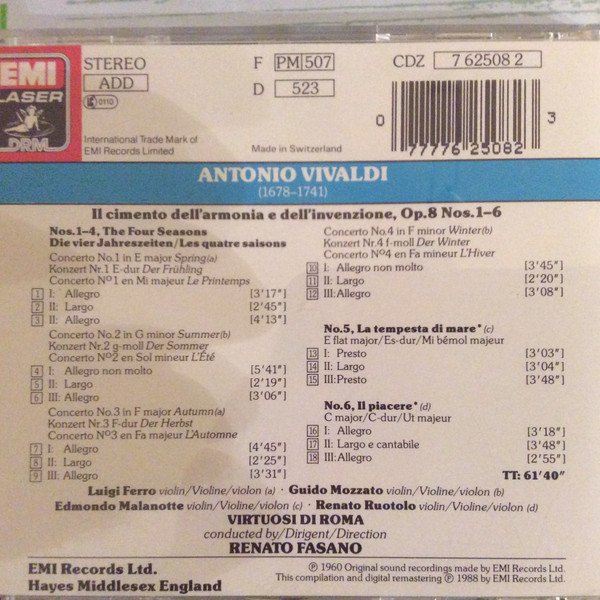 EMI
LASER
DRM
STEREO
ADD
0110
F PM 507
D 523
CDZ 7 62508 2
0 77776 25082 3
International Trade Mark of
EMI Records Limited
Made in Switzerland
ANTONIO VIVALDI
(1678-1741)
Il cimento dell'armonia e dell'invenzione, Op.8 Nos.1-6
Nos.1-4, The Four Seasons
Die vier Jahreszeiten/Les quatre saisons
Concerto No.1 in E major Spring(a)
Konzert Nr.1 E-dur Der Frühling
Concerto Nº1 en Mi majeur Le Printemps
1 I: Allegro [3'17"]
2 II: Largo [2'45"]
3 II: Allegro [4'13"]
Concerto No.2 in G minor Summer(b)
Konzert Nr.2 g-moll Der Sommer
Concerto Nº2 en Sol mineur L'Été
4 I: Allegro non molto [5'41"]
5 II: Largo [2'19"]
6 III: Allegro [3'06"]
Concerto No.3 in F major Autumn(a)
Konzert Nr.3 F-dur Der Herbst
Concerto Nº3 en Fa majeur L'Automne
7 I: Allegro [4'45"]
8 II: Largo [2'25"]
9 III: Allegro [3'31"]
Concerto No.4 in F minor Winter(b)
Konzert Nr.4 f-moll Der Winter
Concerto Nº4 en Fa mineur L'Hiver
10 I: Allegro non molto [3'45"]
11 II: Largo [2'20"]
12 III:Allegro [3'08"]
No.5, La tempesta di mare* (c)
E flat major/Es-dur/Mi bémol majeur
13 I: Presto [3'03"]
14 II: Largo [3'04"]
15 III:Presto [3'48"]
No.6, Il piacere* (d)
C major/C-dur/Ut majeur
16 I: Allegro [3'18"]
17 II: Largo e cantabile [3'48"]
18 III:Allegro [2'55"]
TT: 61'40"
Luigi Ferro violin/Violine/violon (a) · Guido Mozzato violin/Violine/violon (b)
Edmondo Malanotte violin/Violine/violon (c) · Renato Ruotolo violin/Violine/violon (d)
VIRTUOSI DI ROMA
conducted by/Dirigent/Direction
RENATO FASANO
EMI Records Ltd.
Hayes Middlesex England
℗ 1960 Original sound recordings made by EMI Records Ltd.
This compilation and digital remastering ℗ 1988 by EMI Records Ltd.